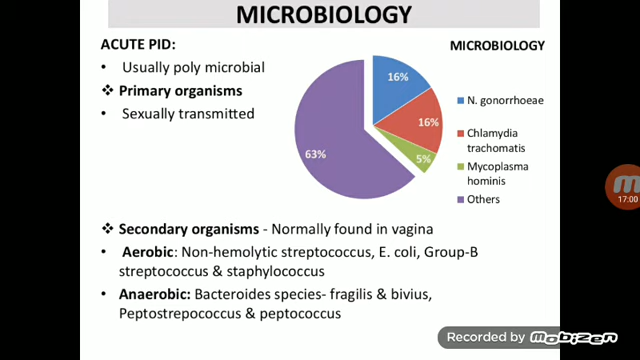 MICROBIOLOGY
ACUTE PID:
• Usually poly microbial
❖ Primary organisms
• Sexually transmitted
MICROBIOLOGY
16%
16%
5%
63%
N. gonorrhoeae
Chlamydia
trachomatis
Mycoplasma
hominis
Others
❖ Secondary organisms - Normally found in vagina
• Aerobic: Non-hemolytic streptococcus, E. coli, Group-B
streptococcus & staphylococcus
• Anaerobic: Bacteroides species- fragilis & bivius,
Peptostrepococcus & peptococcus
17:00
Recorded by Mobizen